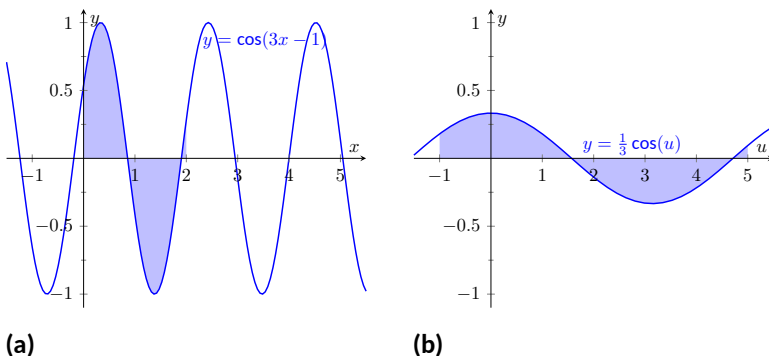 y
1
y = cos(3x − 1)
0.5
x
−1 0 1 2 3 4 5
−0.5
−1
(a)
y
1
0.5
y = 1/3 cos(u)
u
−1 1 2 3 4 5
−0.5
−1
(b)